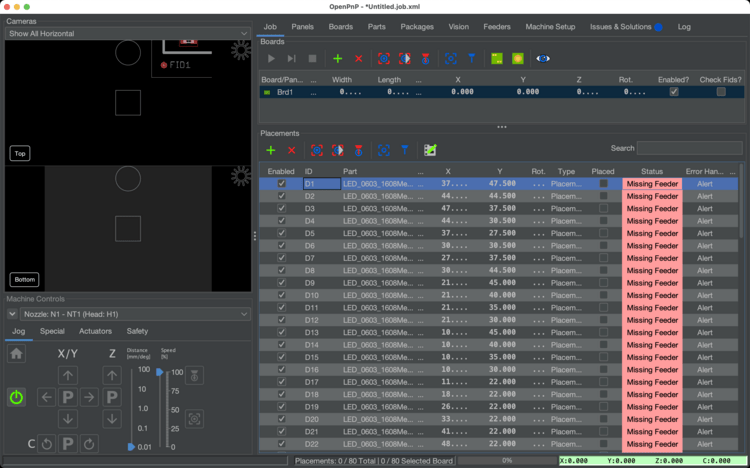 OpenPnP - *Untitled.job.xml
Cameras
Show All Horizontal
FID1
Top
Bottom
Machine Controls
Nozzle: N1 - NT1 (Head: H1)
Jog Special Actuators Safety
X/Y Z Distance [mm/deg] Speed [%]
100 100
10 75
1.0 50
0.1 25
0.01 0
P P
C P
Job Panels Boards Parts Packages Vision Feeders Machine Setup Issues & Solutions Log
Boards
Board/Pan... ... Width Length ... X Y Z Rot. Enabled? Check Fids?
Brd1 ... 0.... 0.... 0.000 0.000 0.... 0....
Placements
Search
Enabled ID Part ... X Y Rot. Type Placed Status Error Han... ...
D1 LED_0603_1608Me... ... 37.... 47.500 ... Placem... Missing Feeder Alert
D2 LED_0603_1608Me... ... 44.... 44.500 ... Placem... Missing Feeder Alert
D3 LED_0603_1608Me... ... 47.... 37.500 ... Placem... Missing Feeder Alert
D4 LED_0603_1608Me... ... 44.... 30.500 ... Placem... Missing Feeder Alert
D5 LED_0603_1608Me... ... 37.... 27.500 ... Placem... Missing Feeder Alert
D6 LED_0603_1608Me... ... 30.... 30.500 ... Placem... Missing Feeder Alert
D7 LED_0603_1608Me... ... 27.... 37.500 ... Placem... Missing Feeder Alert
D8 LED_0603_1608Me... ... 30.... 44.500 ... Placem... Missing Feeder Alert
D9 LED_0603_1608Me... ... 21.... 45.000 ... Placem... Missing Feeder Alert
D10 LED_0603_1608Me... ... 21.... 40.000 ... Placem... Missing Feeder Alert
D11 LED_0603_1608Me... ... 21.... 35.000 ... Placem... Missing Feeder Alert
D12 LED_0603_1608Me... ... 21.... 30.000 ... Placem... Missing Feeder Alert
D13 LED_0603_1608Me... ... 10.... 45.000 ... Placem... Missing Feeder Alert
D14 LED_0603_1608Me... ... 10.... 40.000 ... Placem... Missing Feeder Alert
D15 LED_0603_1608Me... ... 10.... 35.000 ... Placem... Missing Feeder Alert
D16 LED_0603_1608Me... ... 10.... 30.000 ... Placem... Missing Feeder Alert
D17 LED_0603_1608Me... ... 11.... 22.000 ... Placem... Missing Feeder Alert
D18 LED_0603_1608Me... ... 18.... 22.000 ... Placem... Missing Feeder Alert
D19 LED_0603_1608Me... ... 26.... 22.000 ... Placem... Missing Feeder Alert
D20 LED_0603_1608Me... ... 33.... 22.000 ... Placem... Missing Feeder Alert
D21 LED_0603_1608Me... ... 41.... 22.000 ... Placem... Missing Feeder Alert
D22 LED_0603_1608Me... ... 48.... 22.000 ... Placem... Missing Feeder Alert
Placements: 0 / 80 Total | 0 / 80 Selected Board 0% X:0.000 Y:0.000 Z:0.000 C:0.000